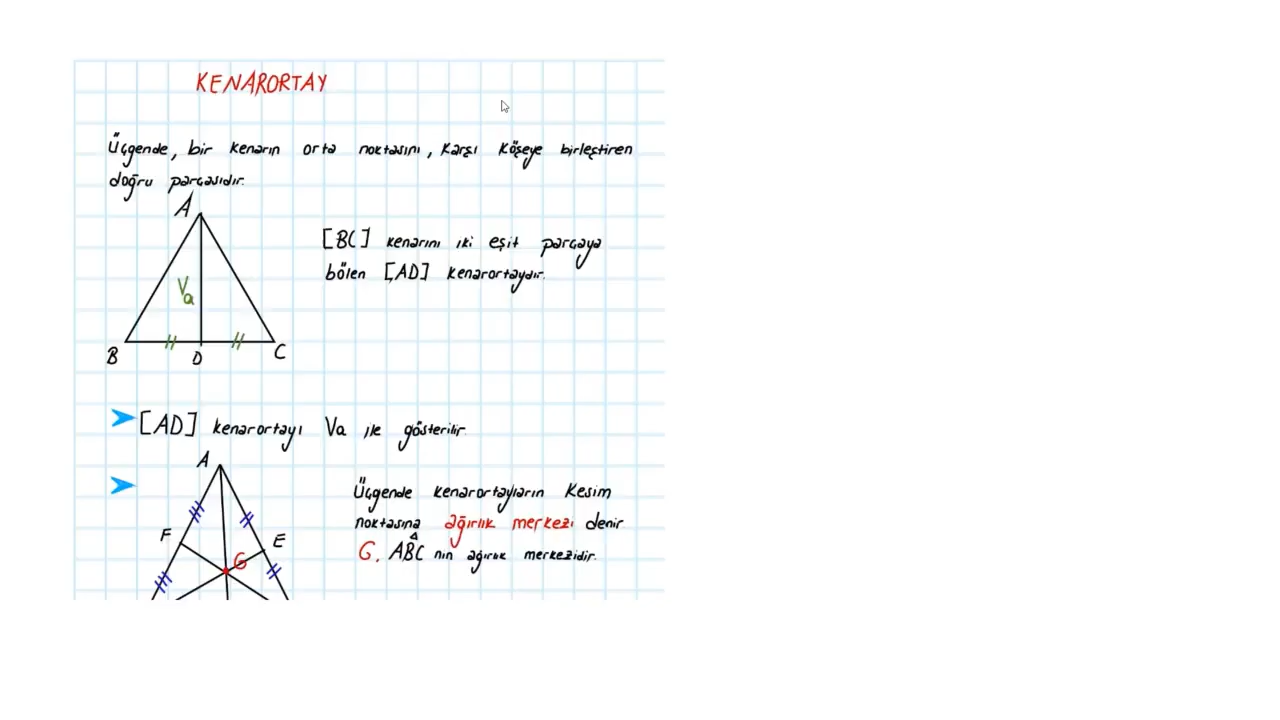 KENARORTAY
Üçgende, bir kenarın orta noktasını, karşı köşeye birleştiren
doğru parçasıdır.
A
[BC] kenarını iki eşit parçaya
bölen [AD] kenarortaydır.
Va
B D C
[AD] kenarortayı Va ile gösterilir.
A
Üçgende kenarortayların kesim
noktasına ağırlık merkezi denir
F E
G, ABC nin ağırlık merkezidir.
G